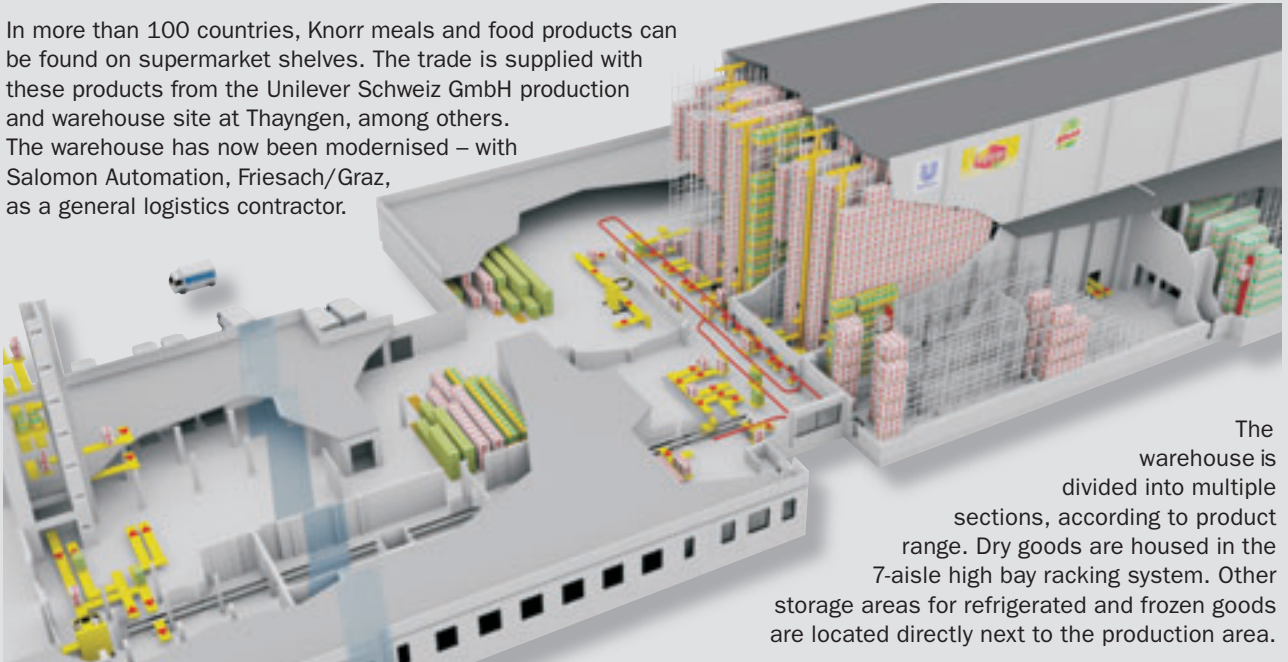 In more than 100 countries, Knorr meals and food products can
be found on supermarket shelves. The trade is supplied with
these products from the Unilever Schweiz GmbH production
and warehouse site at Thayngen, among others.
The warehouse has now been modernised – with
Salomon Automation, Friesach/Graz,
as a general logistics contractor.
The
warehouse is
divided into multiple
sections, according to product
range. Dry goods are housed in the
7-aisle high bay racking system. Other
storage areas for refrigerated and frozen goods
are located directly next to the production area.